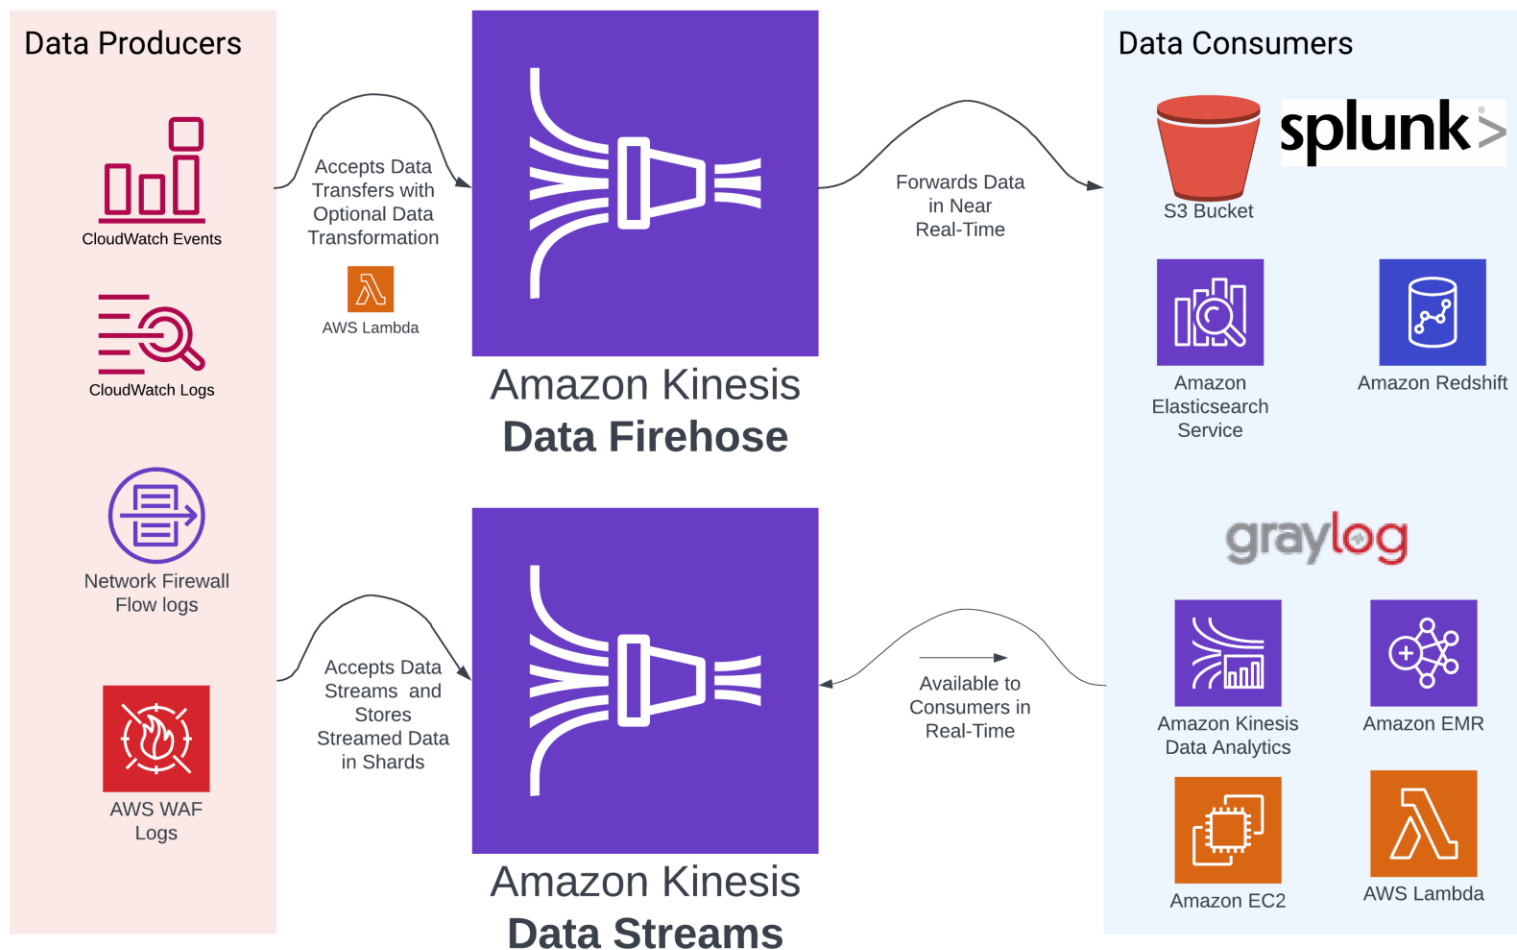 Data Producers
CloudWatch Events
CloudWatch Logs
Network Firewall
Flow logs
AWS WAF
Logs
Accepts Data
Transfers with
Optional Data
Transformation
AWS Lambda
Amazon Kinesis
Data Firehose
Forwards Data
in Near
Real-Time
Accepts Data
Streams and
Stores
Streamed Data
in Shards
Amazon Kinesis
Data Streams
Available to
Consumers in
Real-Time
Data Consumers
S3 Bucket
splunk>
Amazon
Elasticsearch
Service
Amazon Redshift
graylog
Amazon Kinesis
Data Analytics
Amazon EMR
Amazon EC2
AWS Lambda